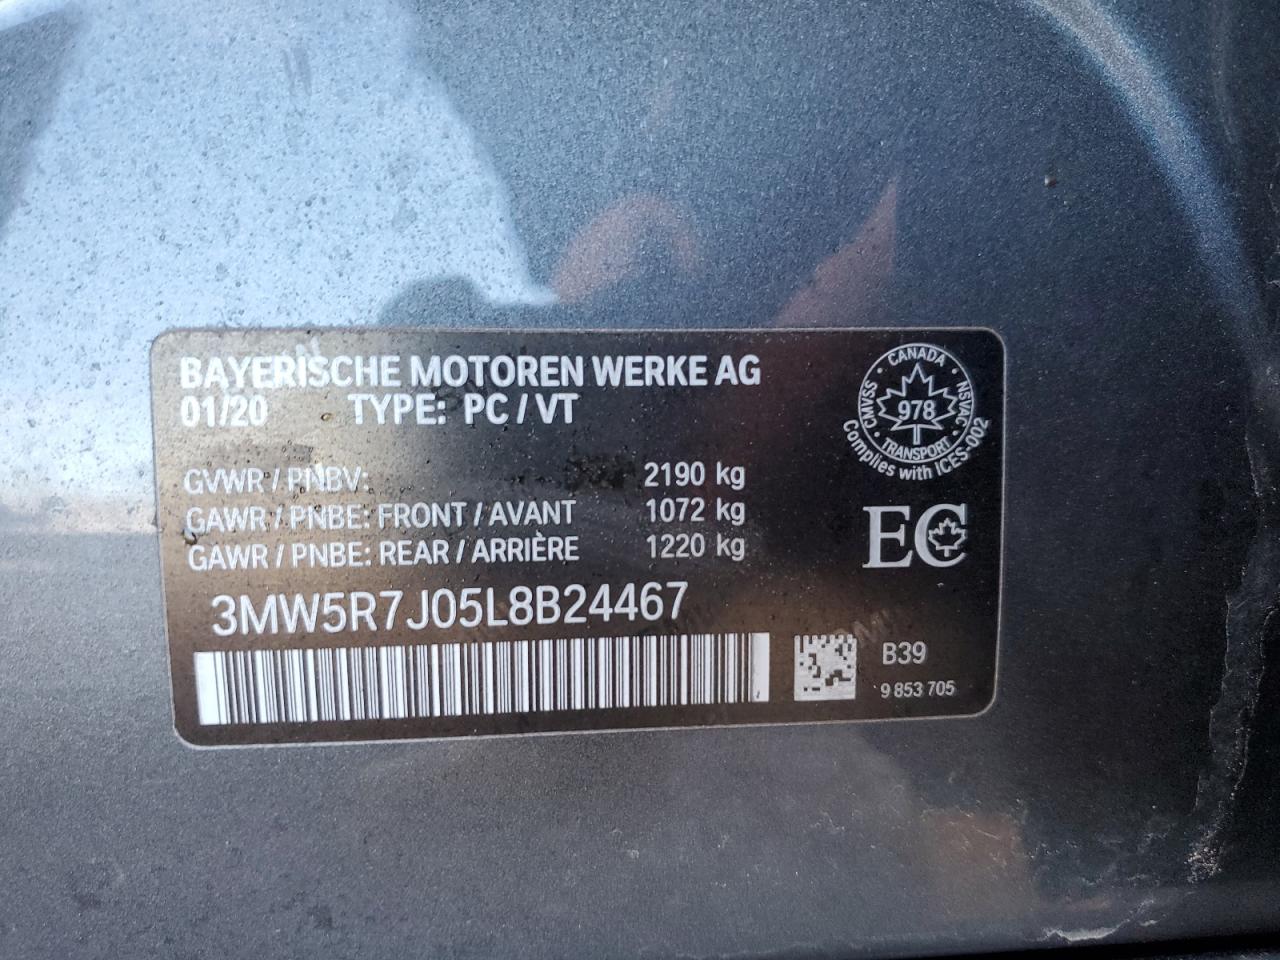 BAYERISCHE MOTOREN WERKE AG
01/20 TYPE: PC / VT
GVWR / PNBV: 2190 kg
GAWR / PNBE: FRONT / AVANT 1072 kg
GAWR / PNBE: REAR / ARRIÈRE 1220 kg
3MW5R7J05L8B24467
CANADA
CMVSS
978
NSVAC
TRANSPORT
Complies with ICES-002
EC
B39
9 853 705